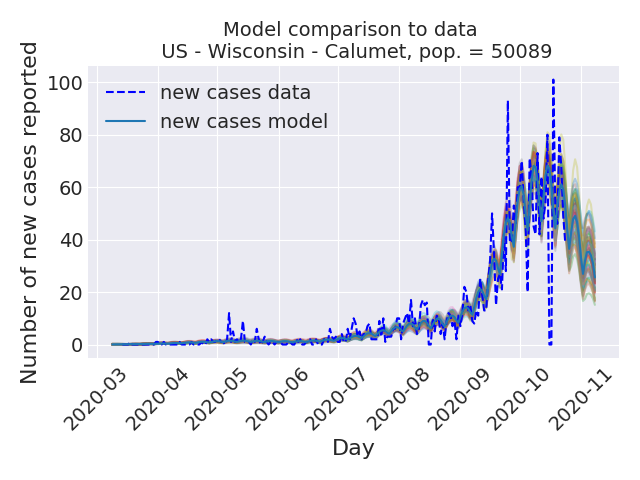 Model comparison to data
US - Wisconsin - Calumet, pop. = 50089
Number of new cases reported
100
80
60
40
20
0
new cases data
new cases model
2020-03
2020-04
2020-05
2020-06
2020-07
2020-08
2020-09
2020-10
2020-11
Day